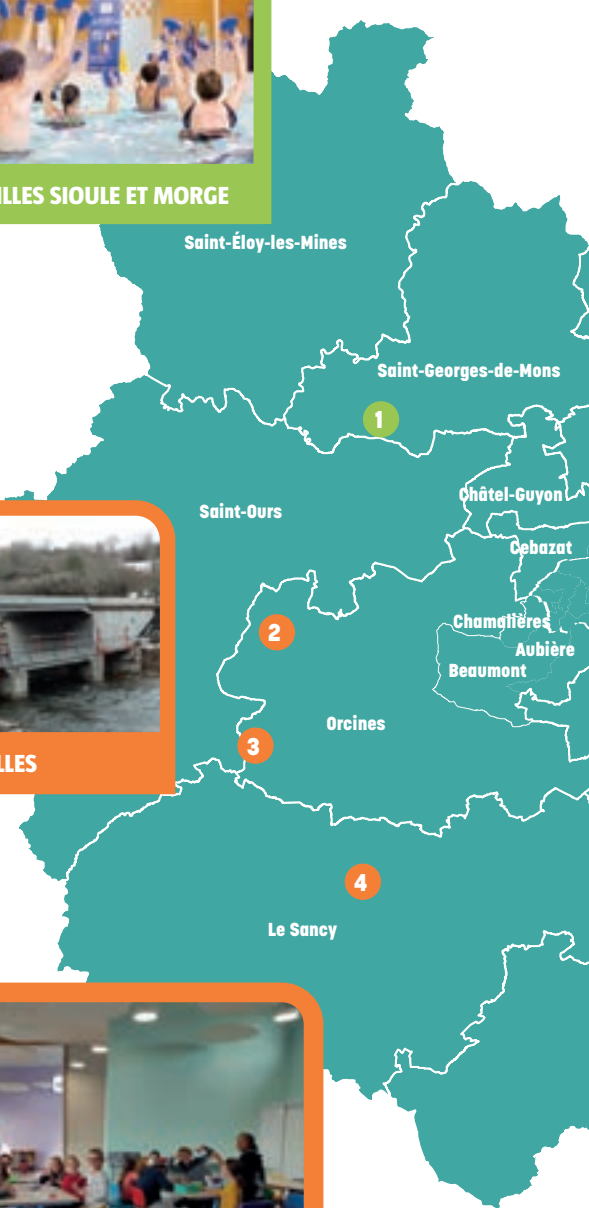 ILLES SIOULE ET MORGE
Saint-Éloy-les-Mines
Saint-Georges-de-Mons
1
Châtel-Guyon
Saint-Ours
Cebazat
Chamalières
2
Aubière
Beaumont
Orcines
3
LLES
4
Le Sancy